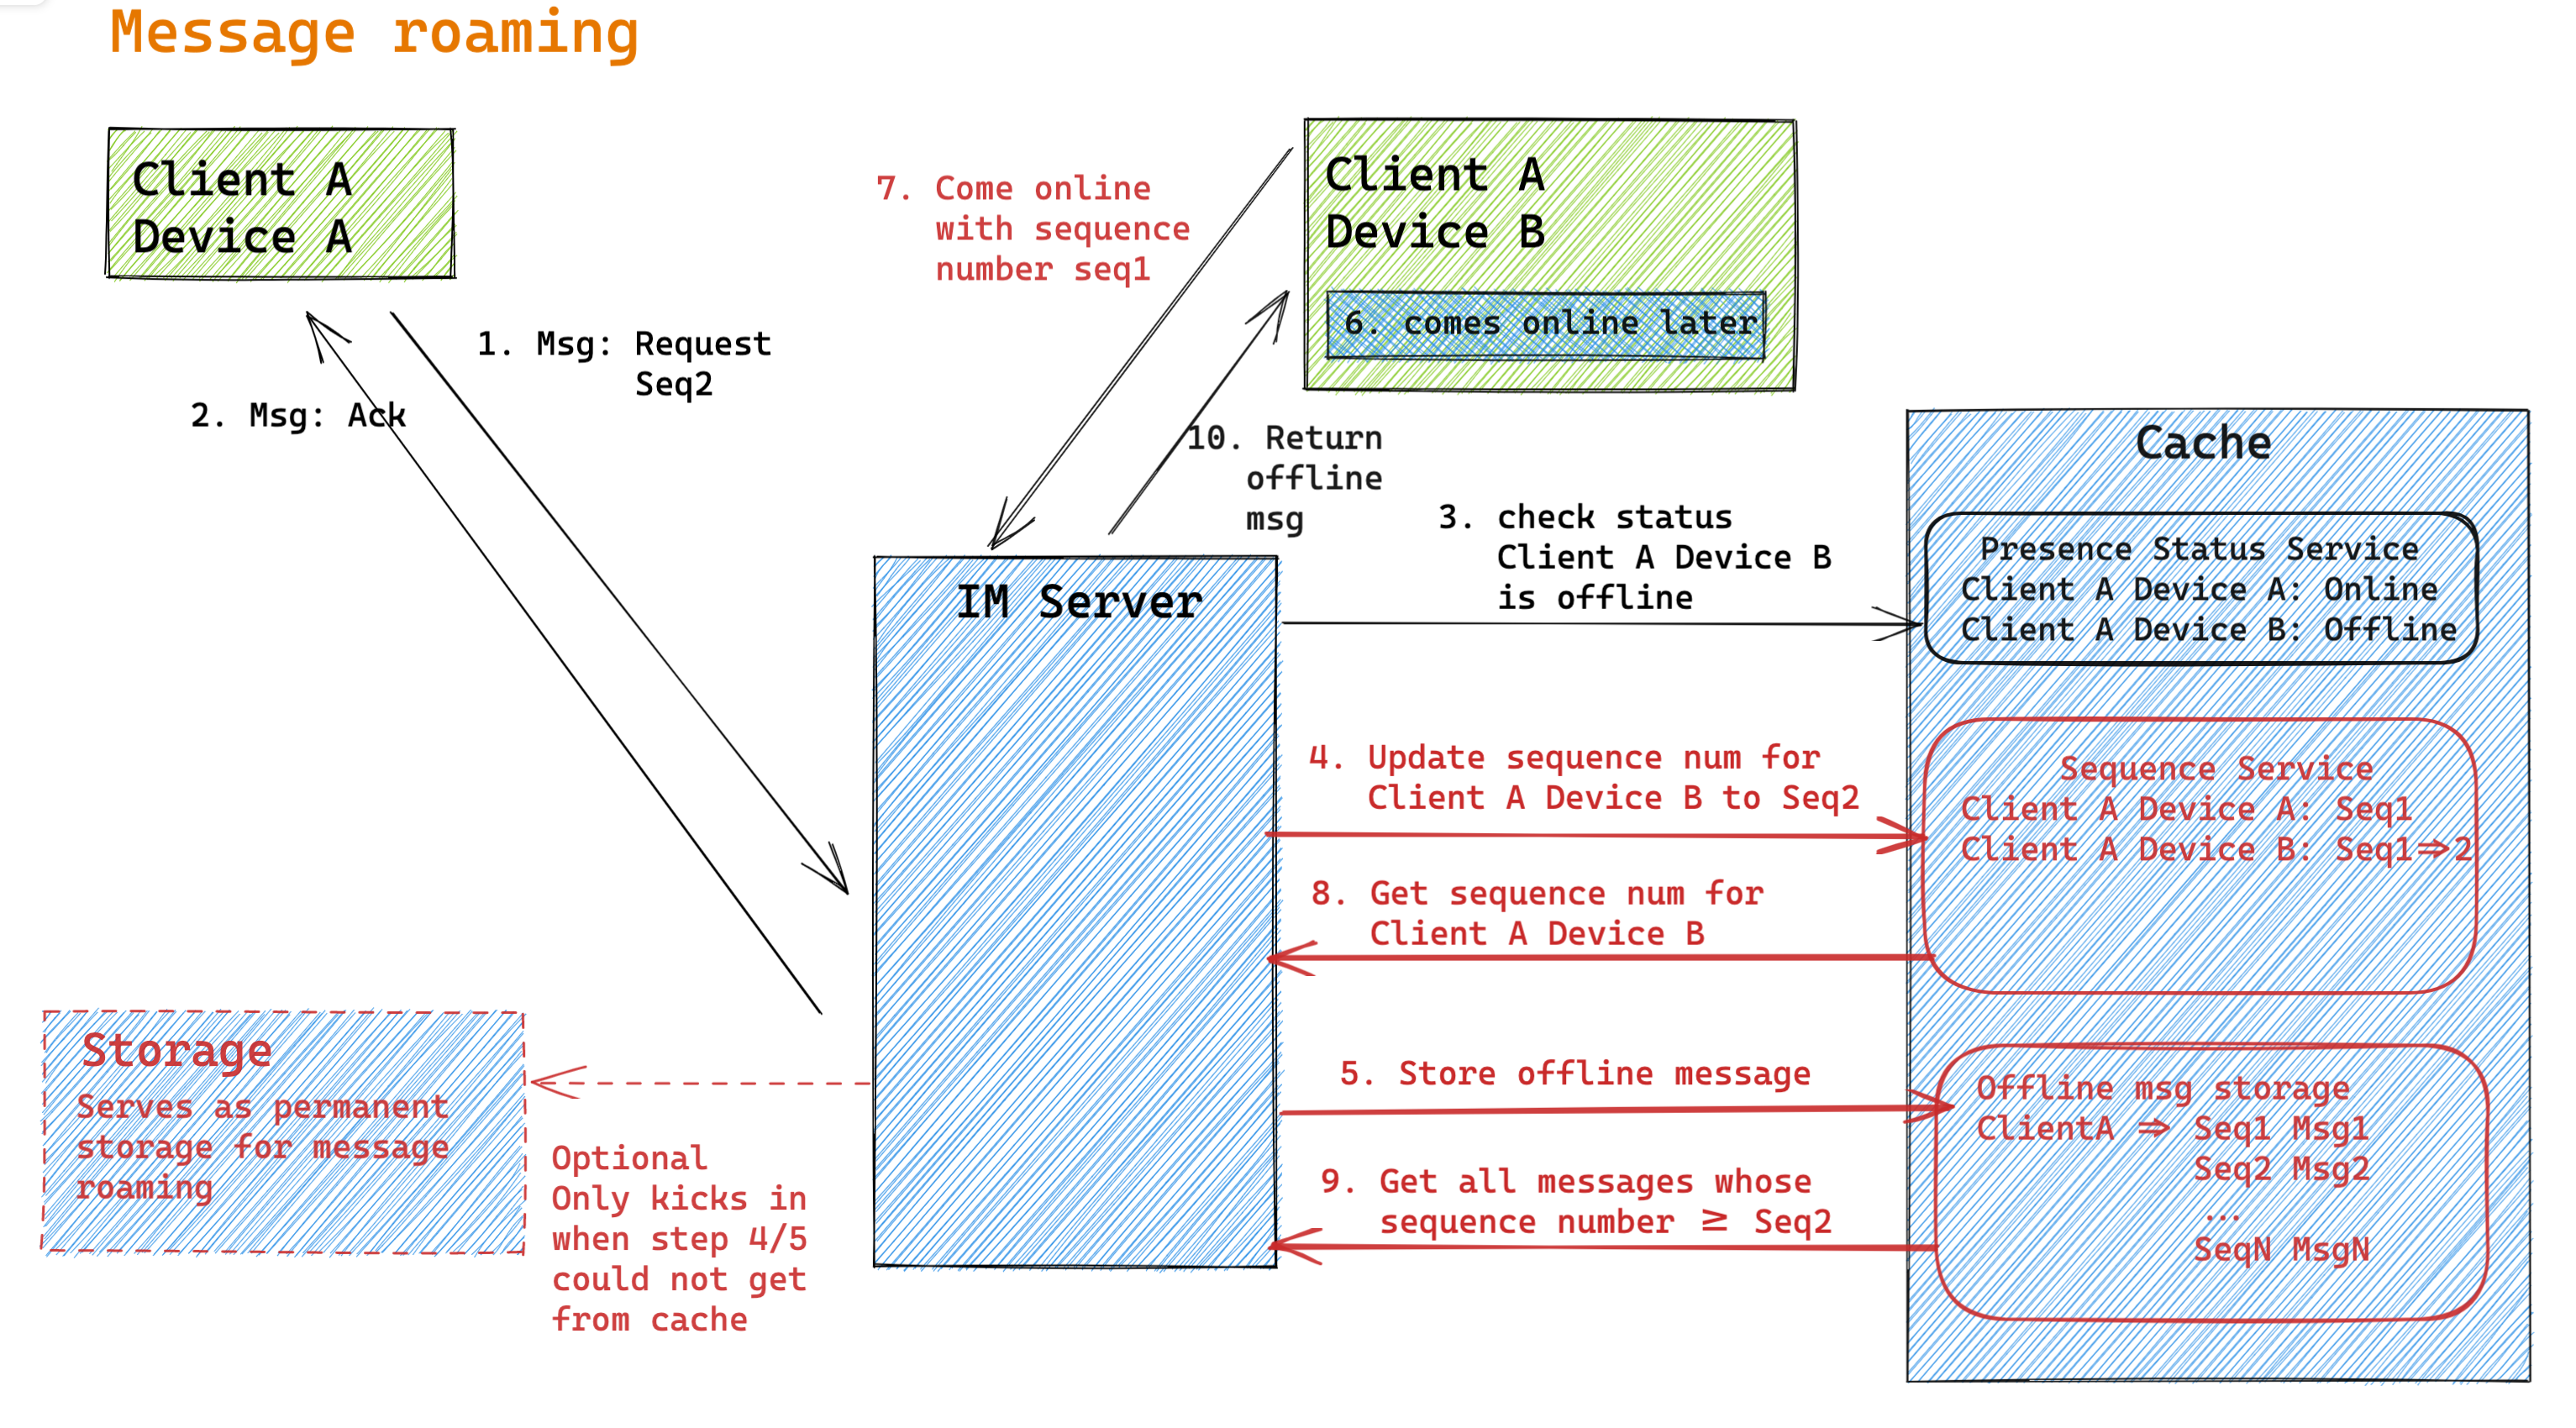 Message roaming
Client A
Device A
1. Msg: Request
Seq2
2. Msg: Ack
7. Come online
with sequence
number seq1
Client A
Device B
6. comes online later
10. Return
offline
msg
3. check status
Client A Device B
is offline
IM Server
4. Update sequence num for
Client A Device B to Seq2
8. Get sequence num for
Client A Device B
5. Store offline message
9. Get all messages whose
sequence number ≥ Seq2
Cache
Presence Status Service
Client A Device A: Online
Client A Device B: Offline
Sequence Service
Client A Device A: Seq1
Client A Device B: Seq1⇒2
Offline msg storage
ClientA ⇒ Seq1 Msg1
Seq2 Msg2
...
SeqN MsgN
Storage
Serves as permanent
storage for message
roaming
Optional
Only kicks in
when step 4/5
could not get
from cache